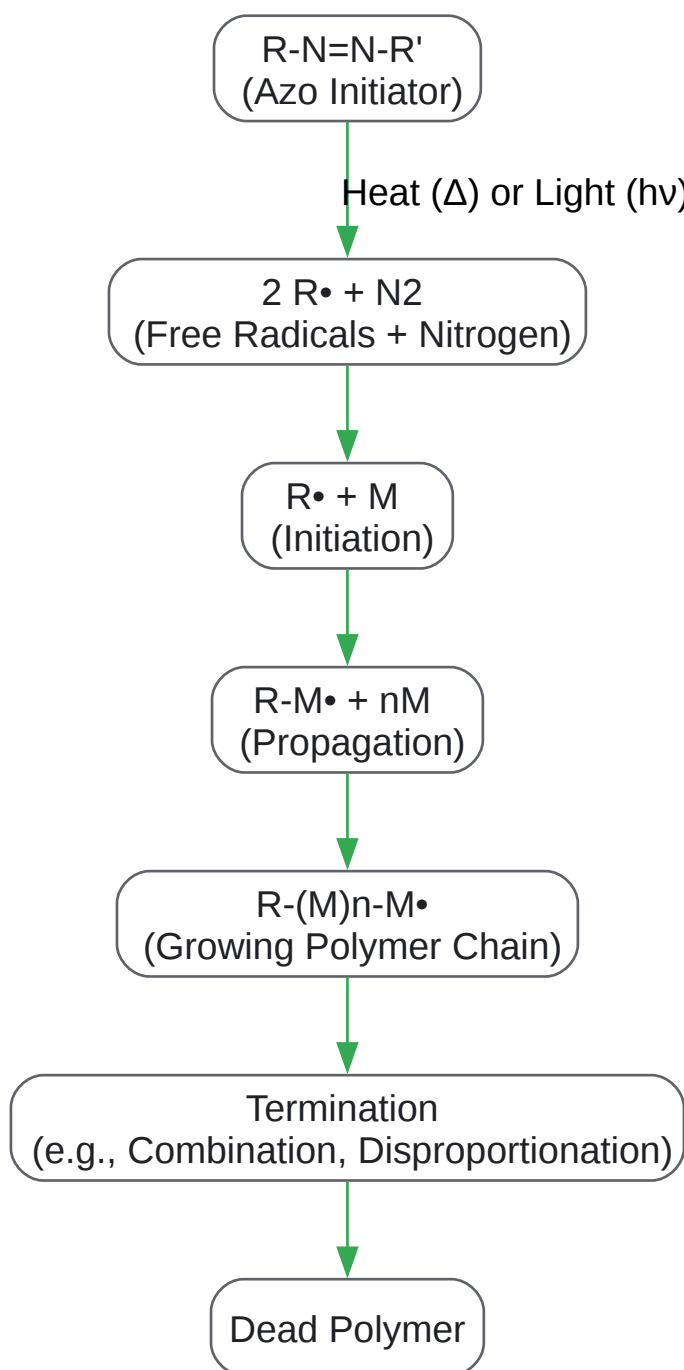 R-N=N-R'
(Azo Initiator)
Heat (Δ) or Light (hν)
2 R• + N2
(Free Radicals + Nitrogen)
R• + M
(Initiation)
R-M• + nM
(Propagation)
R-(M)n-M•
(Growing Polymer Chain)
Termination
(e.g., Combination, Disproportionation)
Dead Polymer